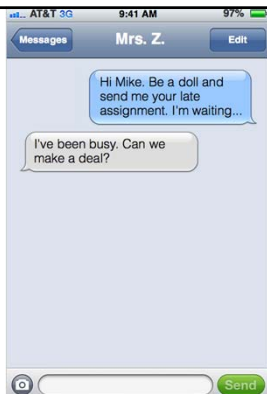 AT&T 3G 9:41 AM 97%
Messages Mrs. Z. Edit
Hi Mike. Be a doll and
send me your late
assignment. I'm waiting...
I've been busy. Can we
make a deal?
Send